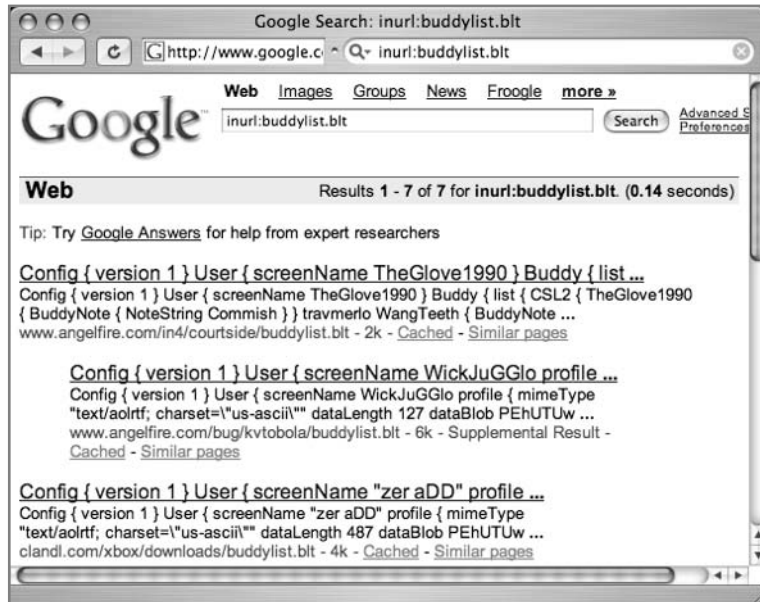 Google Search: inurl:buddylist.blt
G http://www.google.c
Q inurl:buddylist.blt
Web Images Groups News Froogle more »
Google™
inurl:buddylist.blt Search Advanced S
Preferences
Web Results 1 - 7 of 7 for inurl:buddylist.blt. (0.14 seconds)
Tip: Try Google Answers for help from expert researchers
Config { version 1 } User { screenName TheGlove1990 } Buddy { list ...
Config { version 1 } User { screenName TheGlove1990 } Buddy { list { CSL2 { TheGlove1990
{ BuddyNote { NoteString Commish } } travmerlo WangTeeth { BuddyNote ...
www.angelfire.com/in4/courtside/buddylist.blt - 2k - Cached - Similar pages
Config { version 1 } User { screenName WickJuGGlo profile ...
Config { version 1 } User { screenName WickJuGGlo profile { mimeType
"text/aolrtf; charset=\"us-ascii\"" dataLength 127 dataBlob PEhUTUw ...
www.angelfire.com/bug/kvtobola/buddylist.blt - 6k - Supplemental Result -
Cached - Similar pages
Config { version 1 } User { screenName "zer aDD" profile ...
Config { version 1 } User { screenName "zer aDD" profile { mimeType
"text/aolrtf; charset=\"us-ascii\"" dataLength 487 dataBlob PEhUTUw ...
clandl.com/xbox/downloads/buddylist.blt - 4k - Cached - Similar pages